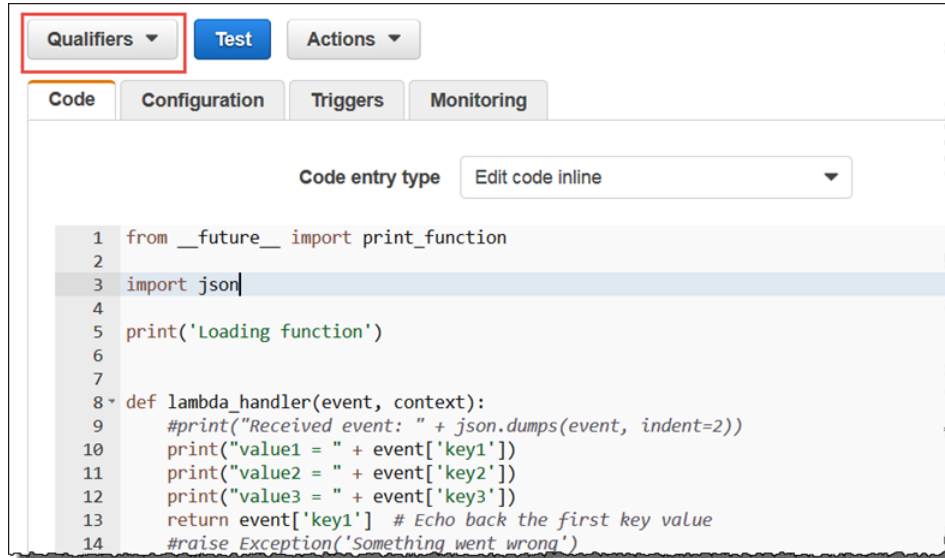 Qualifiers Test Actions
Code Configuration Triggers Monitoring
Code entry type Edit code inline
1 from __future__ import print_function
2
3 import json
4
5 print('Loading function')
6
7
8 def lambda_handler(event, context):
9 #print("Received event: " + json.dumps(event, indent=2))
10 print("value1 = " + event['key1'])
11 print("value2 = " + event['key2'])
12 print("value3 = " + event['key3'])
13 return event['key1'] # Echo back the first key value
14 #raise Exception('Something went wrong')